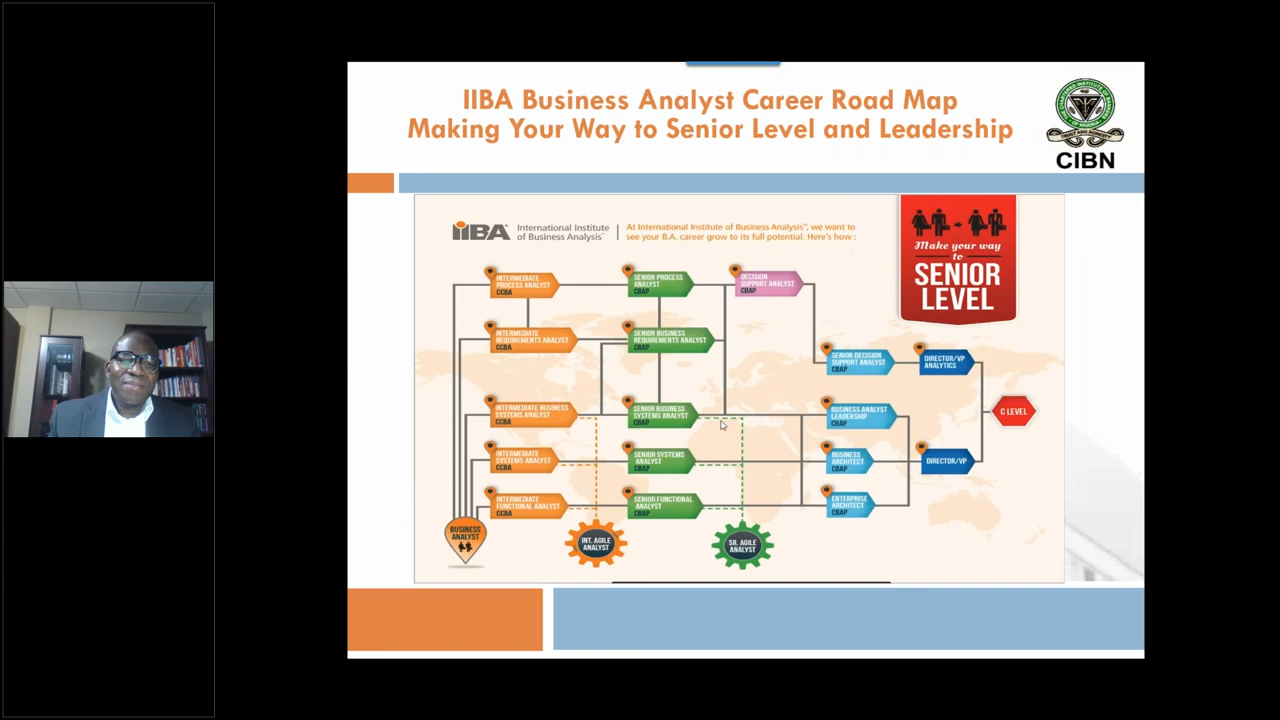 IIBA Business Analyst Career Road Map
Making Your Way to Senior Level and Leadership
CIBN
iiBA
International Institute
of Business Analysis
At International Institute of Business Analysis™, we want to
see your B.A. career grow to its full potential. Here's how :
Make your way
to
SENIOR
LEVEL
INTERMEDIATE
PROCESS ANALYST
CCBA
SENIOR PROCESS
ANALYST
CBAP
DECISION
SUPPORT ANALYST
CBAP
INTERMEDIATE
REQUIREMENTS ANALYST
CCBA
SENIOR BUSINESS
REQUIREMENTS ANALYST
CBAP
SENIOR DECISION
SUPPORT ANALYST
CBAP
DIRECTOR/VP
ANALYTICS
INTERMEDIATE BUSINESS
SYSTEMS ANALYST
CCBA
SENIOR BUSINESS
SYSTEMS ANALYST
CBAP
BUSINESS ANALYST
LEADERSHIP
CBAP
C LEVEL
INTERMEDIATE
SYSTEMS ANALYST
CCBA
SENIOR SYSTEMS
ANALYST
CBAP
BUSINESS
ARCHITECT
CBAP
DIRECTOR/VP
INTERMEDIATE
FUNCTIONAL ANALYST
CCBA
SENIOR FUNCTIONAL
ANALYST
CBAP
ENTERPRISE
ARCHITECT
CBAP
BUSINESS
ANALYST
INT. AGILE
ANALYST
SR. AGILE
ANALYST